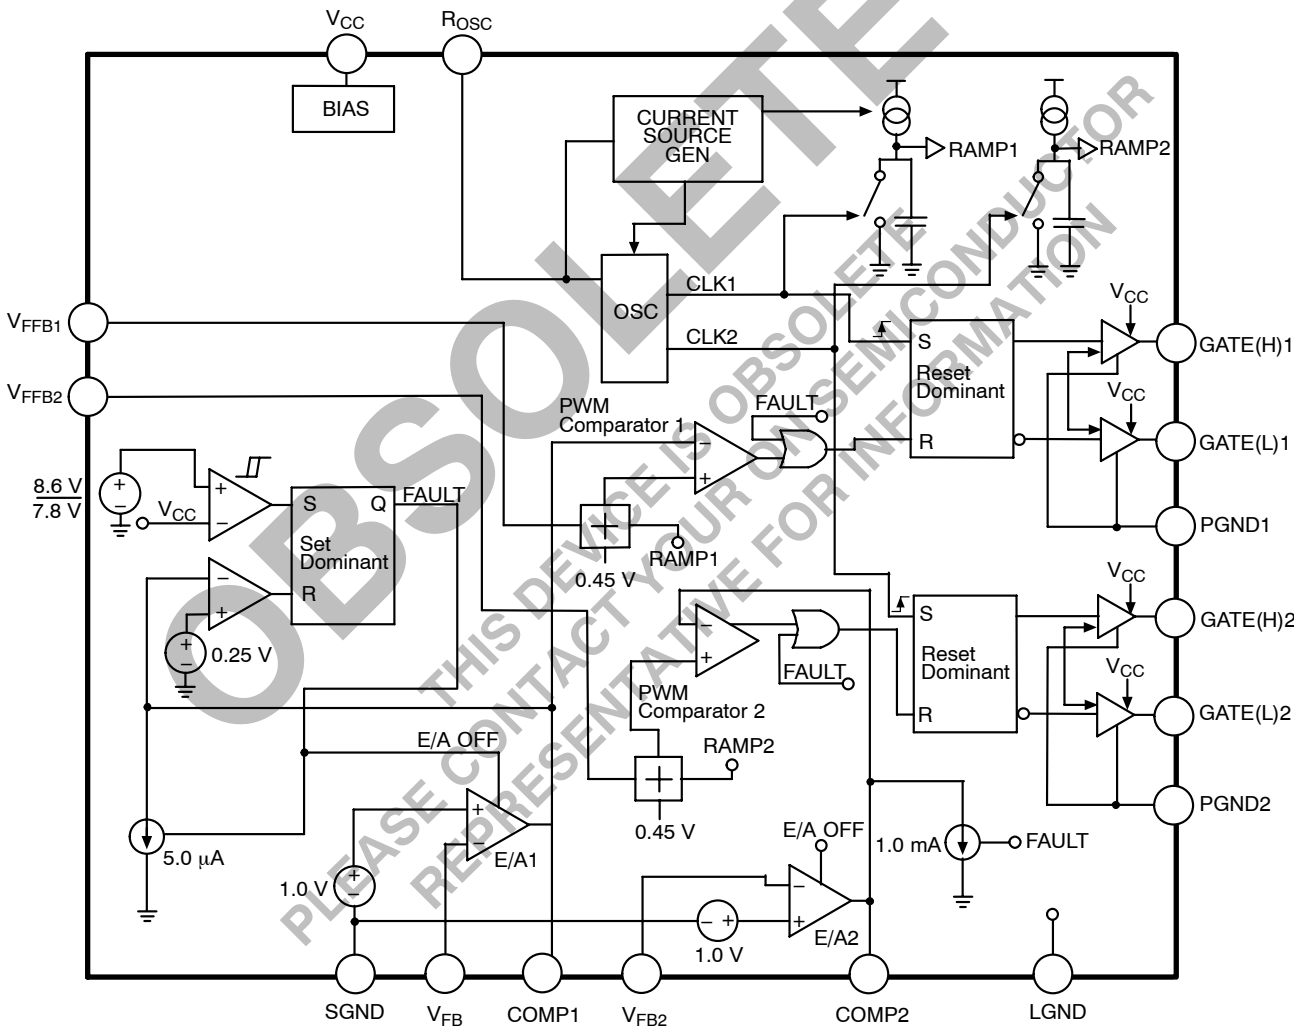 VCC
ROSC
BIAS
CURRENT
SOURCE
GEN
RAMP1
RAMP2
OSC
CLK1
CLK2
VFFB1
VFFB2
S
Reset
Dominant
R
VCC
GATE(H)1
VCC
GATE(L)1
PGND1
PWM
Comparator 1
FAULT
−
+
+
RAMP1
0.45 V
8.6 V
7.8 V
+
−
VCC
+
−
S
Q
Set
Dominant
R
FAULT
−
+
+
−
0.25 V
−
+
PWM
Comparator 2
FAULT
+
RAMP2
0.45 V
S
Reset
Dominant
R
VCC
GATE(H)2
VCC
GATE(L)2
PGND2
5.0 μA
E/A OFF
+
−
E/A1
1.0 V
+
−
E/A OFF
−
+
E/A2
− +
1.0 V
1.0 mA
FAULT
SGND
VFB
COMP1
VFB2
COMP2
LGND
OBSOLETE
THIS DEVICE IS OBSOLETE
PLEASE CONTACT YOUR ON SEMICONDUCTOR
REPRESENTATIVE FOR INFORMATION